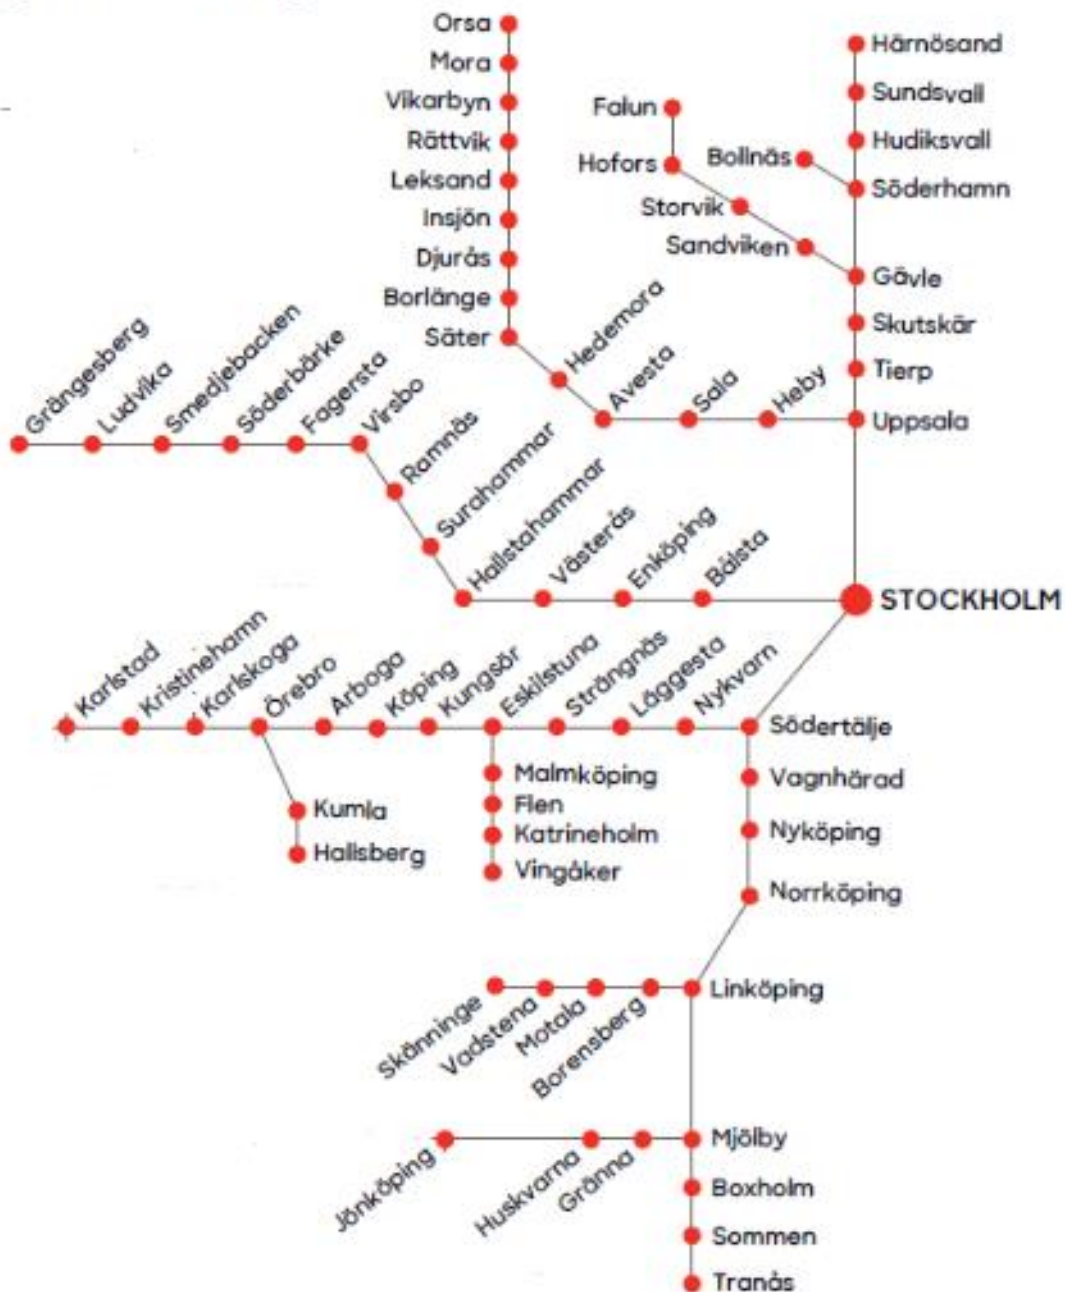 Orsa
Mora
Vikarbyn
Rättvik
Leksand
Insjön
Djurås
Borlänge
Säter
Hedemora
Avesta
Sala
Heby
Falun
Hofors
Storvik
Sandviken
Bollnäs
Härnösand
Sundsvall
Hudiksvall
Söderhamn
Gävle
Skutskär
Tierp
Uppsala
Grängesberg
Ludvika
Smedjebacken
Söderbärke
Fagersta
Virsbo
Ramnäs
Surahammar
Hallstahammar
Västerås
Enköping
Bålsta
STOCKHOLM
Karlstad
Kristinehamn
Karlskoga
Örebro
Arboga
Köping
Kungsör
Eskilstuna
Strängnäs
Läggesta
Nykvarn
Södertälje
Kumla
Hallsberg
Malmköping
Flen
Katrineholm
Vingåker
Vagnhärad
Nyköping
Norrköping
Linköping
Skänninge
Vadstena
Motala
Borensberg
Mjölby
Jönköping
Huskvarna
Gränna
Boxholm
Sommen
Tranås